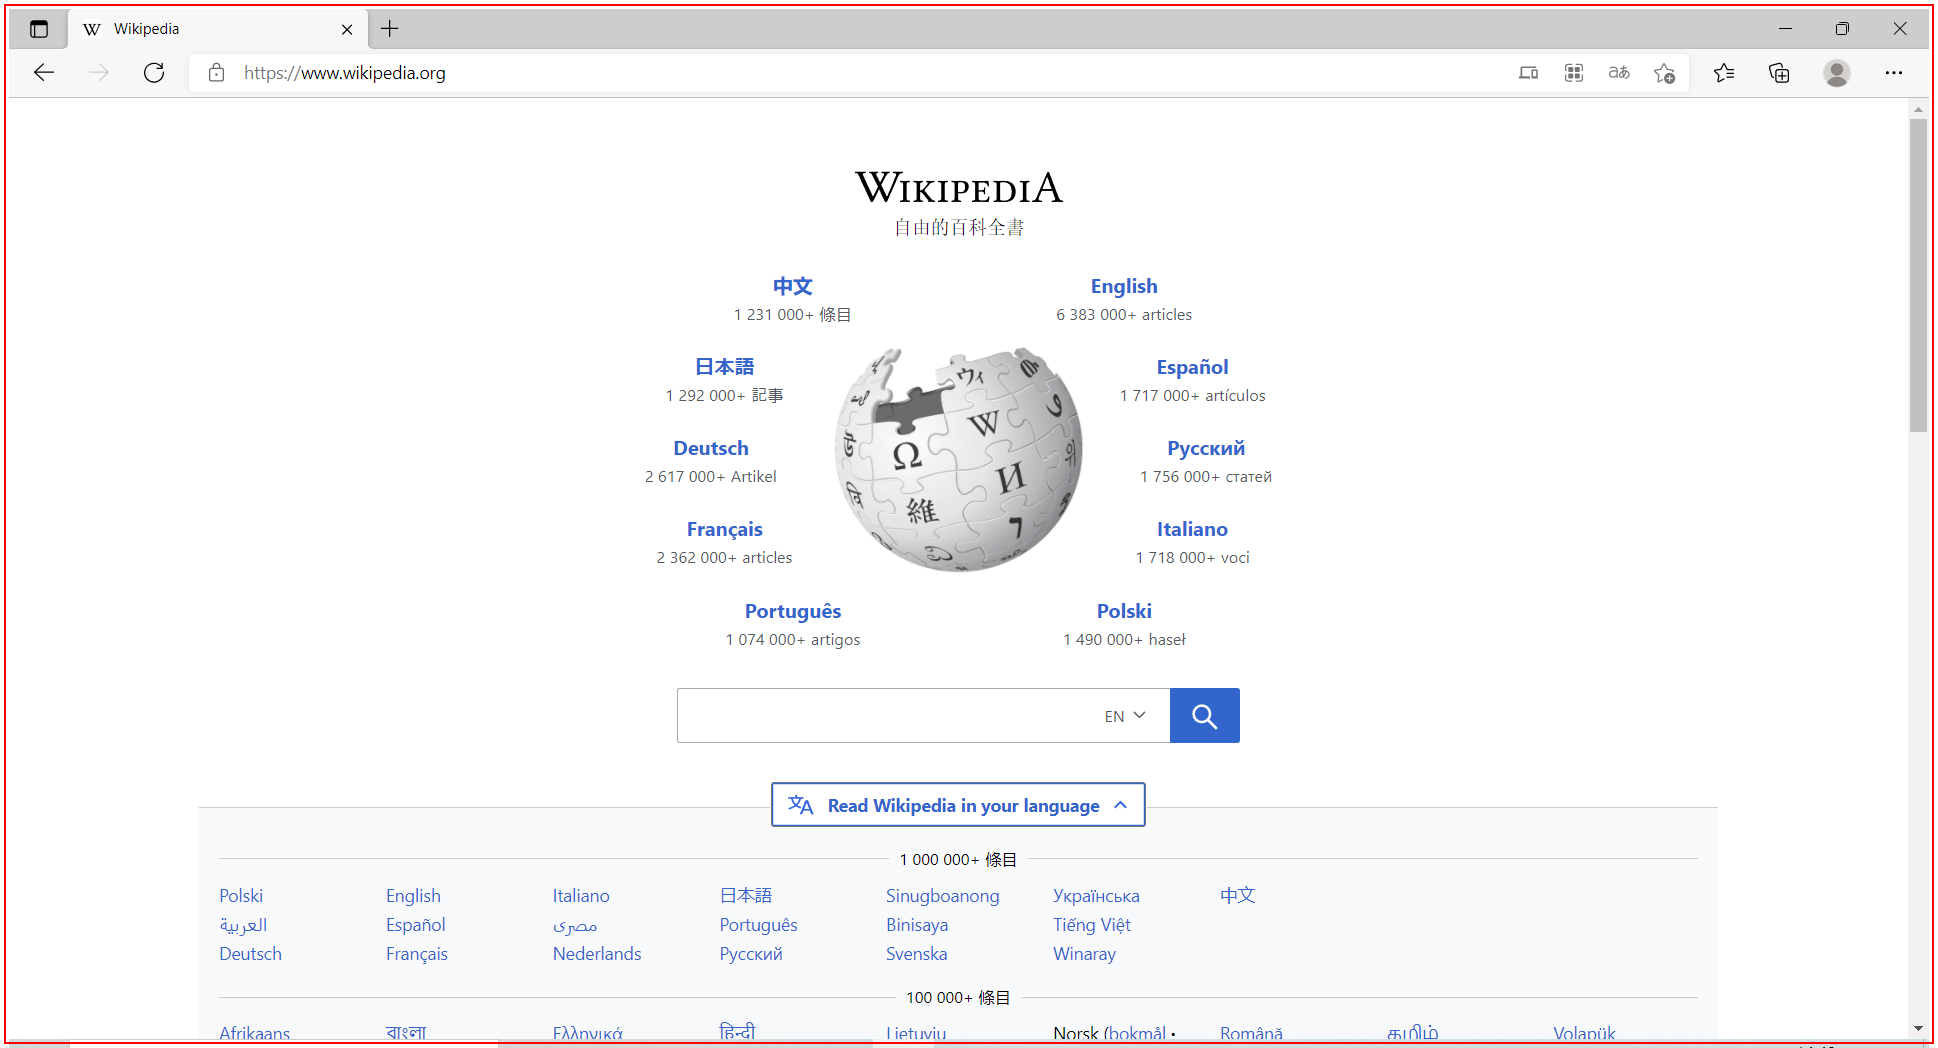 Wikipedia
https://www.wikipedia.org
WIKIPEDIA
自由的百科全書
中文
1 231 000+ 條目
English
6 383 000+ articles
日本語
1 292 000+ 記事
Español
1 717 000+ artículos
Deutsch
2 617 000+ Artikel
Русский
1 756 000+ статей
Français
2 362 000+ articles
Italiano
1 718 000+ voci
Português
1 074 000+ artigos
Polski
1 490 000+ haseł
EN
Read Wikipedia in your language
1 000 000+ 條目
Polski English Italiano 日本語 Sinugboanong Українська 中文
العربية Español مصرى Português Binisaya Tiếng Việt
Deutsch Français Nederlands Русский Svenska Winaray
100 000+ 條目
Afrikaans বাংলা Ελληνικά हिन्दी Lietuvių Norsk (bokmål · Română தமிழ் Volapük